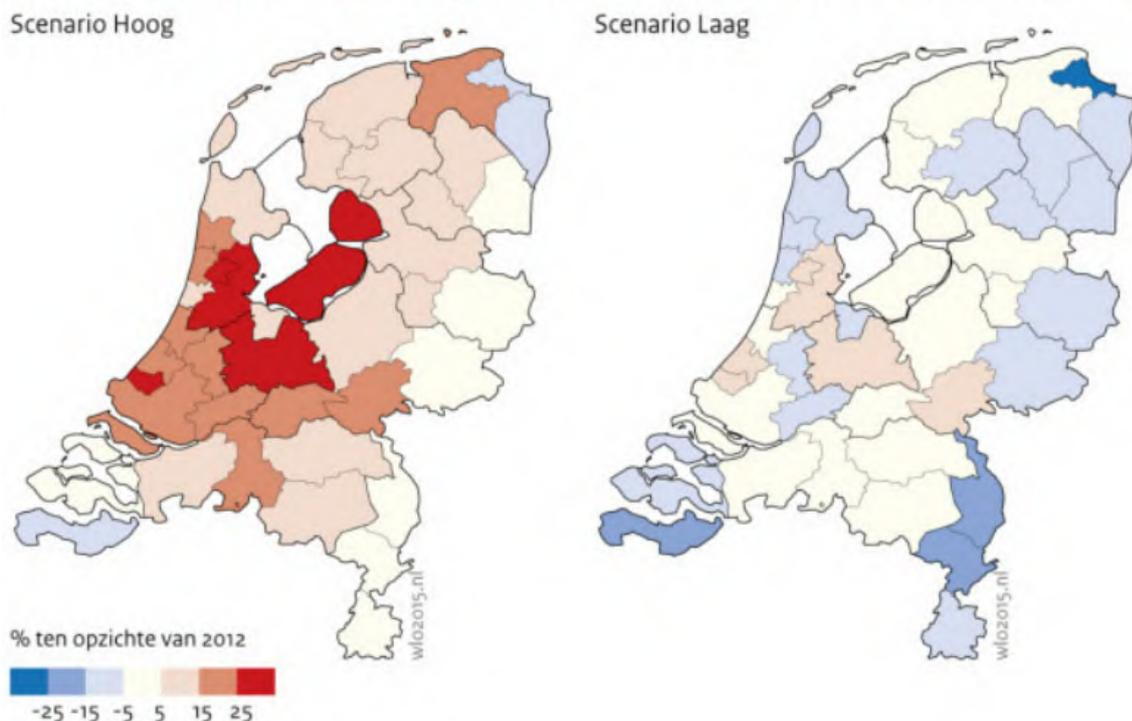 Scenario Hoog
Scenario Laag
wlo2015.nl
wlo2015.nl
% ten opzichte van 2012
-25 -15 -5 5 15 25